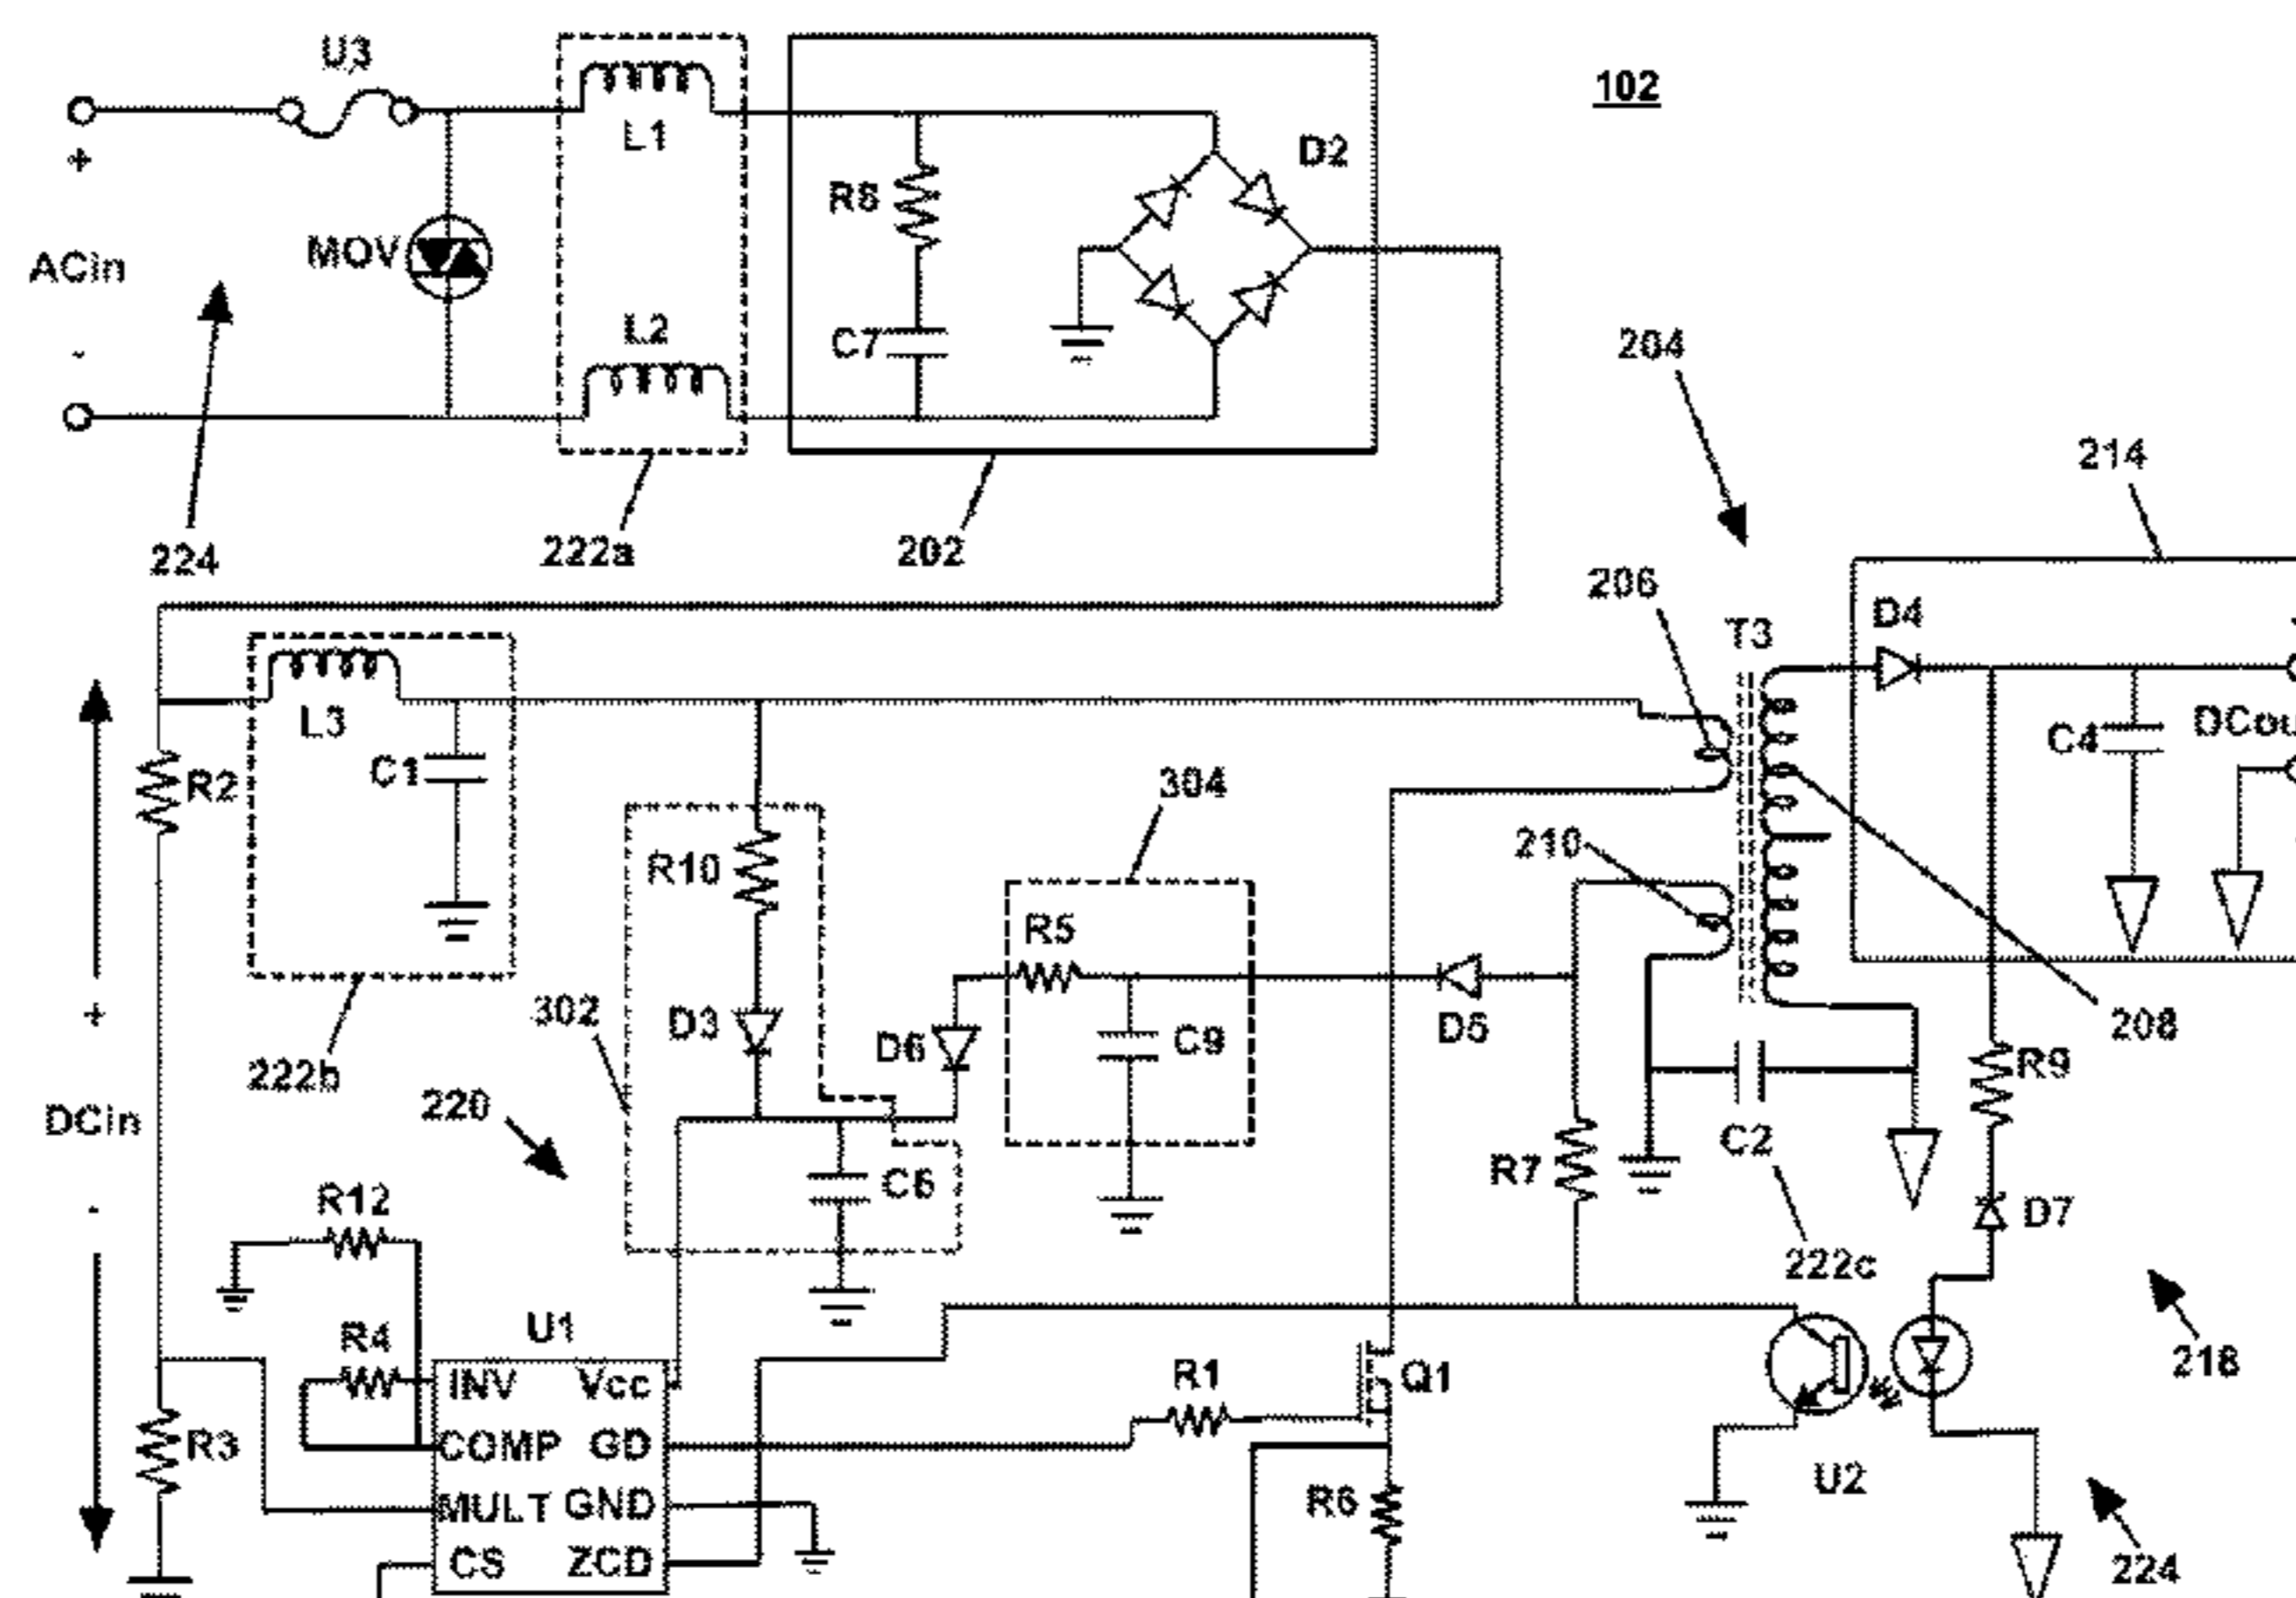 U3
102
L1
D2
R8
MOV
ACin
+
-
L2
C7
204
214
224
222a
202
206
D4
T3
L3
C1
R2
DCou
C4
304
R10
210
R5
302
D3
D6
C9
D5
208
R9
222b
220
DCin
+
-
C2
R7
C6
R12
D7
222c
U1
R4
INV Vcc
R1
Q1
218
R3
COMP GD
U2
MULT GND
R6
CS ZCD
224